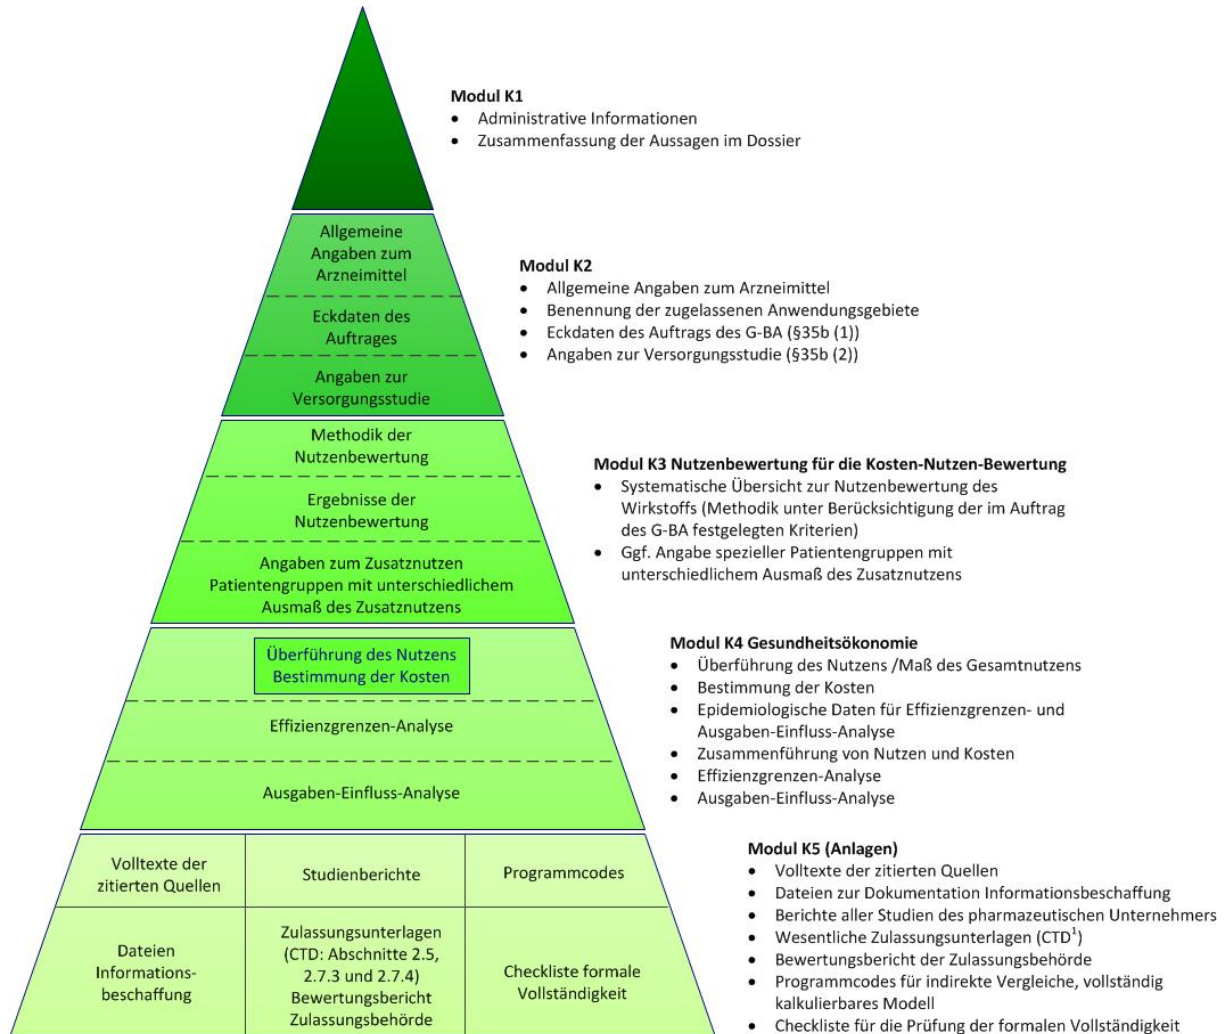 Modul K1
• Administrative Informationen
• Zusammenfassung der Aussagen im Dossier
Allgemeine
Angaben zum
Arzneimittel
Eckdaten des
Auftrages
Angaben zur
Versorgungsstudie
Modul K2
• Allgemeine Angaben zum Arzneimittel
• Benennung der zugelassenen Anwendungsgebiete
• Eckdaten des Auftrags des G-BA (§35b (1))
• Angaben zur Versorgungsstudie (§35b (2))
Methodik der
Nutzenbewertung
Ergebnisse der
Nutzenbewertung
Angaben zum Zusatznutzen
Patientengruppen mit unterschiedlichem
Ausmaß des Zusatznutzens
Modul K3 Nutzenbewertung für die Kosten-Nutzen-Bewertung
• Systematische Übersicht zur Nutzenbewertung des
Wirkstoffs (Methodik unter Berücksichtigung der im Auftrag
des G-BA festgelegten Kriterien)
• Ggf. Angabe spezieller Patientengruppen mit
unterschiedlichem Ausmaß des Zusatznutzens
Überführung des Nutzens
Bestimmung der Kosten
Effizienzgrenzen-Analyse
Ausgaben-Einfluss-Analyse
Modul K4 Gesundheitsökonomie
• Überführung des Nutzens /Maß des Gesamtnutzens
• Bestimmung der Kosten
• Epidemiologische Daten für Effizienzgrenzen- und
Ausgaben-Einfluss-Analyse
• Zusammenführung von Nutzen und Kosten
• Effizienzgrenzen-Analyse
• Ausgaben-Einfluss-Analyse
Volltexte der
zitierten Quellen
Studienberichte
Programmcodes
Dateien
Informations-
beschaffung
Zulassungsunterlagen
(CTD: Abschnitte 2.5,
2.7.3 und 2.7.4)
Bewertungsbericht
Zulassungsbehörde
Checkliste formale
Vollständigkeit
Modul K5 (Anlagen)
• Volltexte der zitierten Quellen
• Dateien zur Dokumentation Informationsbeschaffung
• Berichte aller Studien des pharmazeutischen Unternehmers
• Wesentliche Zulassungsunterlagen (CTD¹)
• Bewertungsbericht der Zulassungsbehörde
• Programmcodes für indirekte Vergleiche, vollständig
kalkulierbares Modell
• Checkliste für die Prüfung der formalen Vollständigkeit